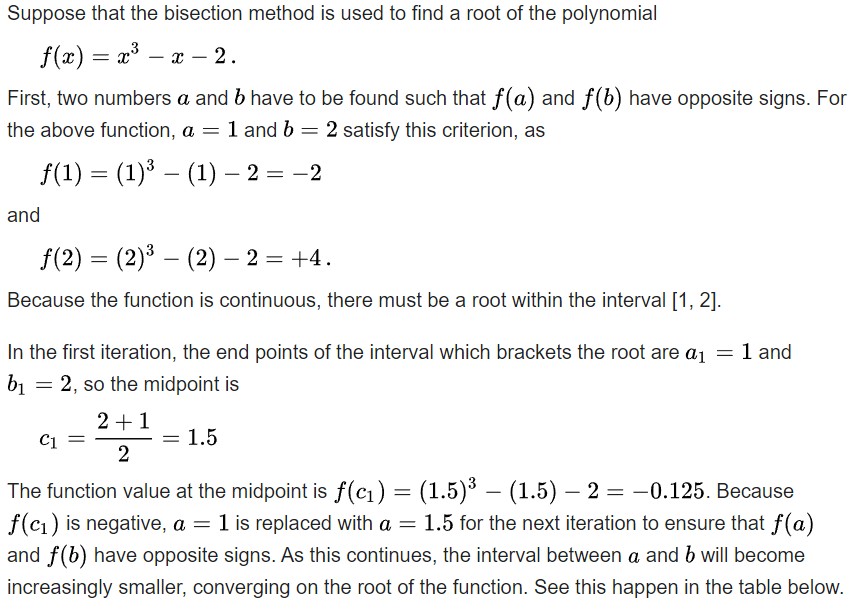 Suppose that the bisection method is used to find a root of the polynomial
f(x) = x³ − x − 2.
First, two numbers a and b have to be found such that f(a) and f(b) have opposite signs. For
the above function, a = 1 and b = 2 satisfy this criterion, as
f(1) = (1)³ − (1) − 2 = −2
and
f(2) = (2)³ − (2) − 2 = +4.
Because the function is continuous, there must be a root within the interval [1, 2].
In the first iteration, the end points of the interval which brackets the root are a₁ = 1 and
b₁ = 2, so the midpoint is
c₁ = (2 + 1)/2 = 1.5
The function value at the midpoint is f(c₁) = (1.5)³ − (1.5) − 2 = −0.125. Because
f(c₁) is negative, a = 1 is replaced with a = 1.5 for the next iteration to ensure that f(a)
and f(b) have opposite signs. As this continues, the interval between a and b will become
increasingly smaller, converging on the root of the function. See this happen in the table below.